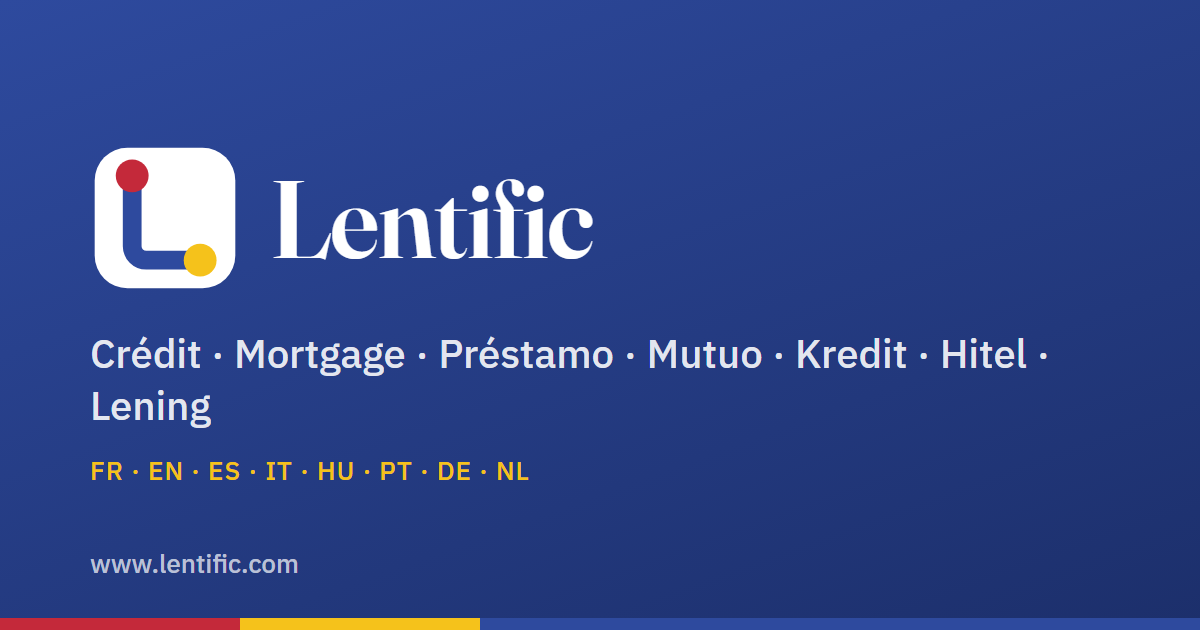 Lentific
Crédit · Mortgage · Préstamo · Mutuo · Kredit · Hitel ·
Lening
FR · EN · ES · IT · HU · PT · DE · NL
www.lentific.com